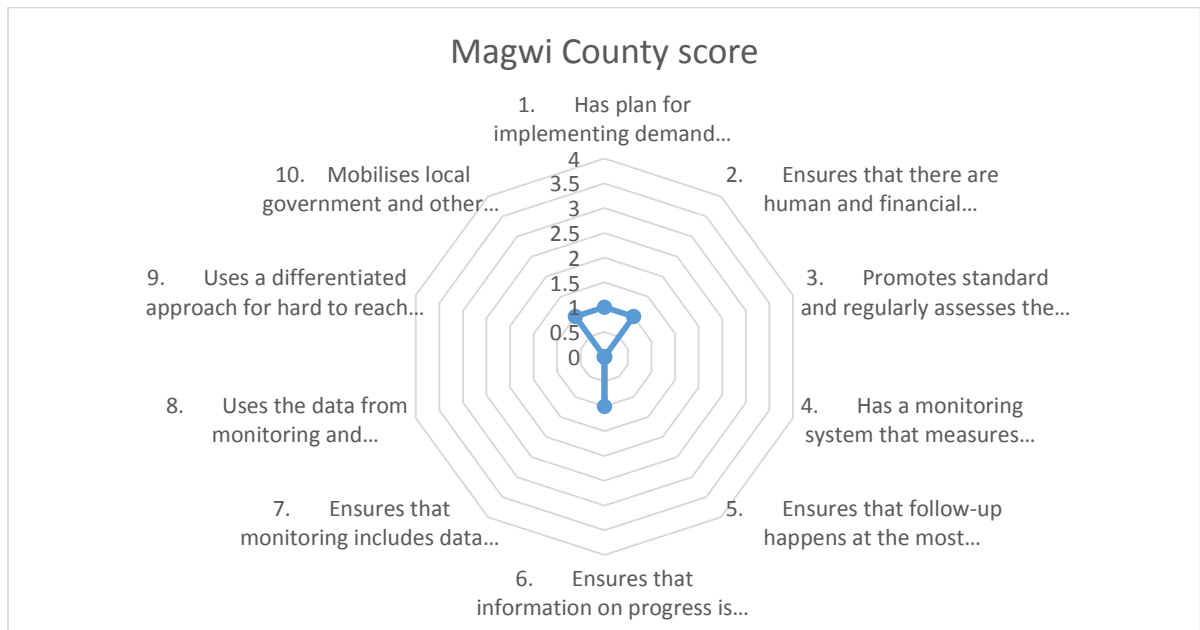 Magwi County score
1. Has plan for
implementing demand...
2. Ensures that there are
human and financial...
3. Promotes standard
and regularly assesses the...
4. Has a monitoring
system that measures...
5. Ensures that follow-up
happens at the most...
6. Ensures that
information on progress is...
7. Ensures that
monitoring includes data...
8. Uses the data from
monitoring and...
9. Uses a differentiated
approach for hard to reach...
10. Mobilises local
government and other...
4
3.5
3
2.5
2
1.5
1
0.5
0